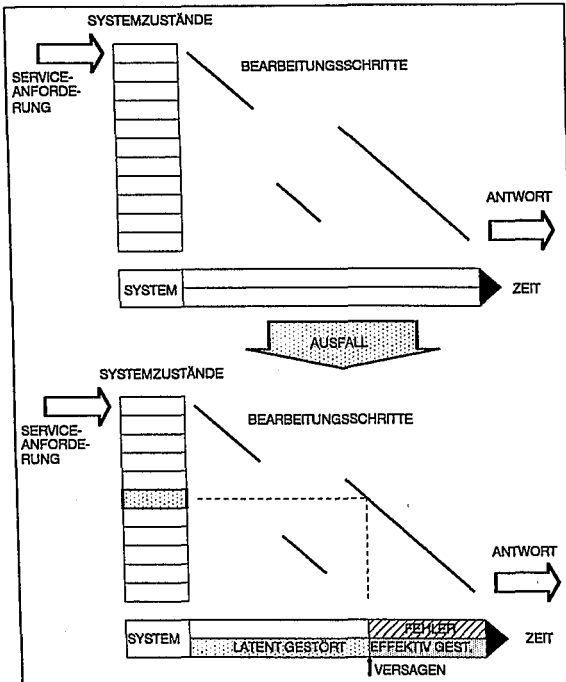 SYSTEMZUSTÄNDE
BEARBEITUNGSSCHRITTE
SERVICE-
ANFORDE-
RUNG
ANTWORT
SYSTEM
ZEIT
AUSFALL
SYSTEMZUSTÄNDE
BEARBEITUNGSSCHRITTE
SERVICE-
ANFORDE-
RUNG
ANTWORT
FEHLER
SYSTEM
LATENT GESTÖRT
EFFEKTIV GEST.
ZEIT
VERSAGEN